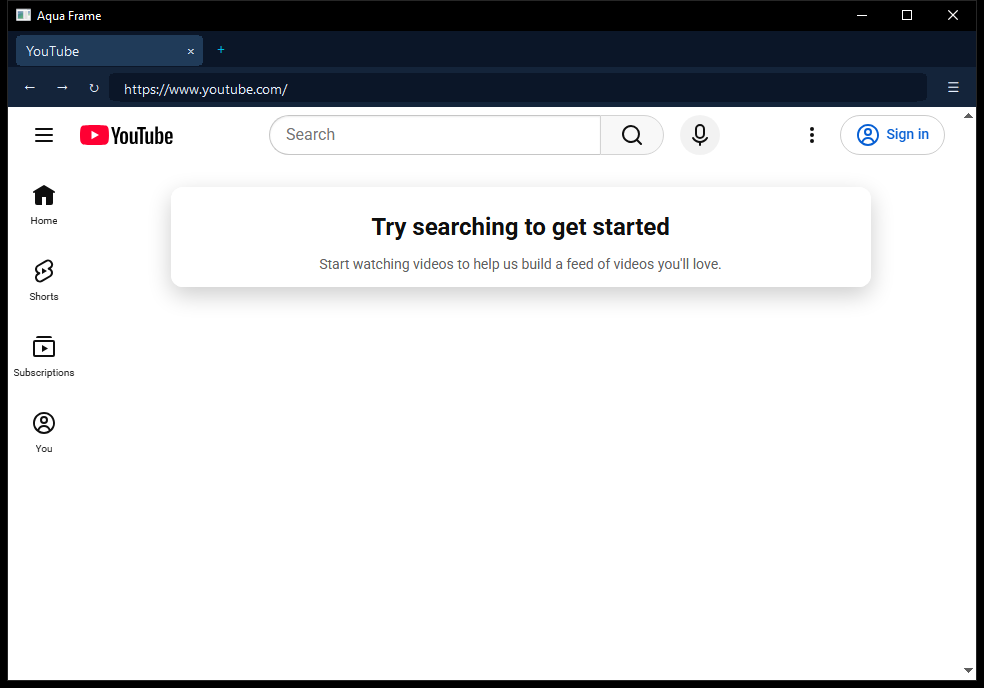 Aqua Frame
YouTube × +
https://www.youtube.com/
YouTube
Search
Sign in
Home
Shorts
Subscriptions
You
Try searching to get started
Start watching videos to help us build a feed of videos you'll love.